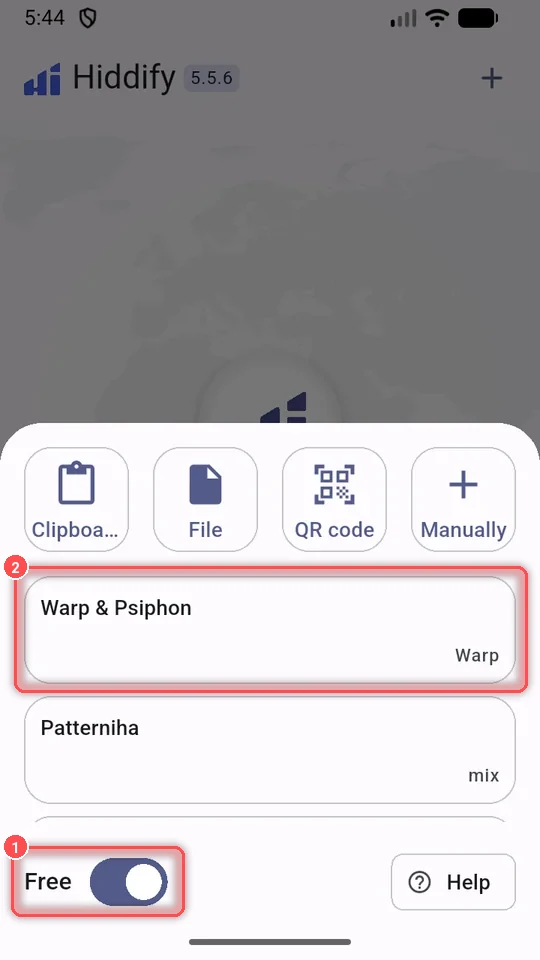 5:44
Hiddify 5.5.6
Clipboa... File QR code Manually
2
Warp & Psiphon
Warp
Patterniha
mix
1
Free Help